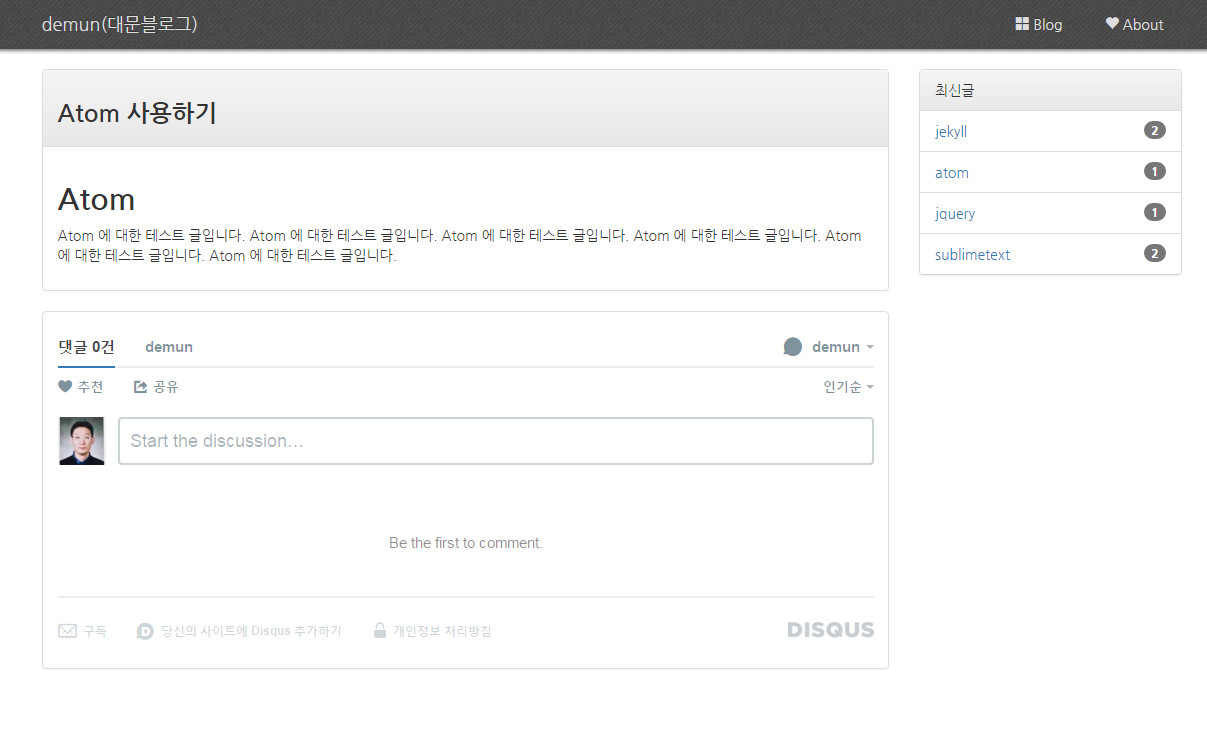 demun(대문블로그)
Blog
About
Atom 사용하기
Atom
Atom 에 대한 테스트 글입니다. Atom 에 대한 테스트 글입니다. Atom 에 대한 테스트 글입니다. Atom 에 대한 테스트 글입니다. Atom
에 대한 테스트 글입니다. Atom 에 대한 테스트 글입니다.
최신글
jekyll 2
atom 1
jquery 1
sublimetext 2
댓글 0건 demun demun
추천 공유 인기순
Start the discussion...
Be the first to comment.
구독 D 당신의 사이트에 Disqus 추가하기 개인정보 처리방침 DISQUS